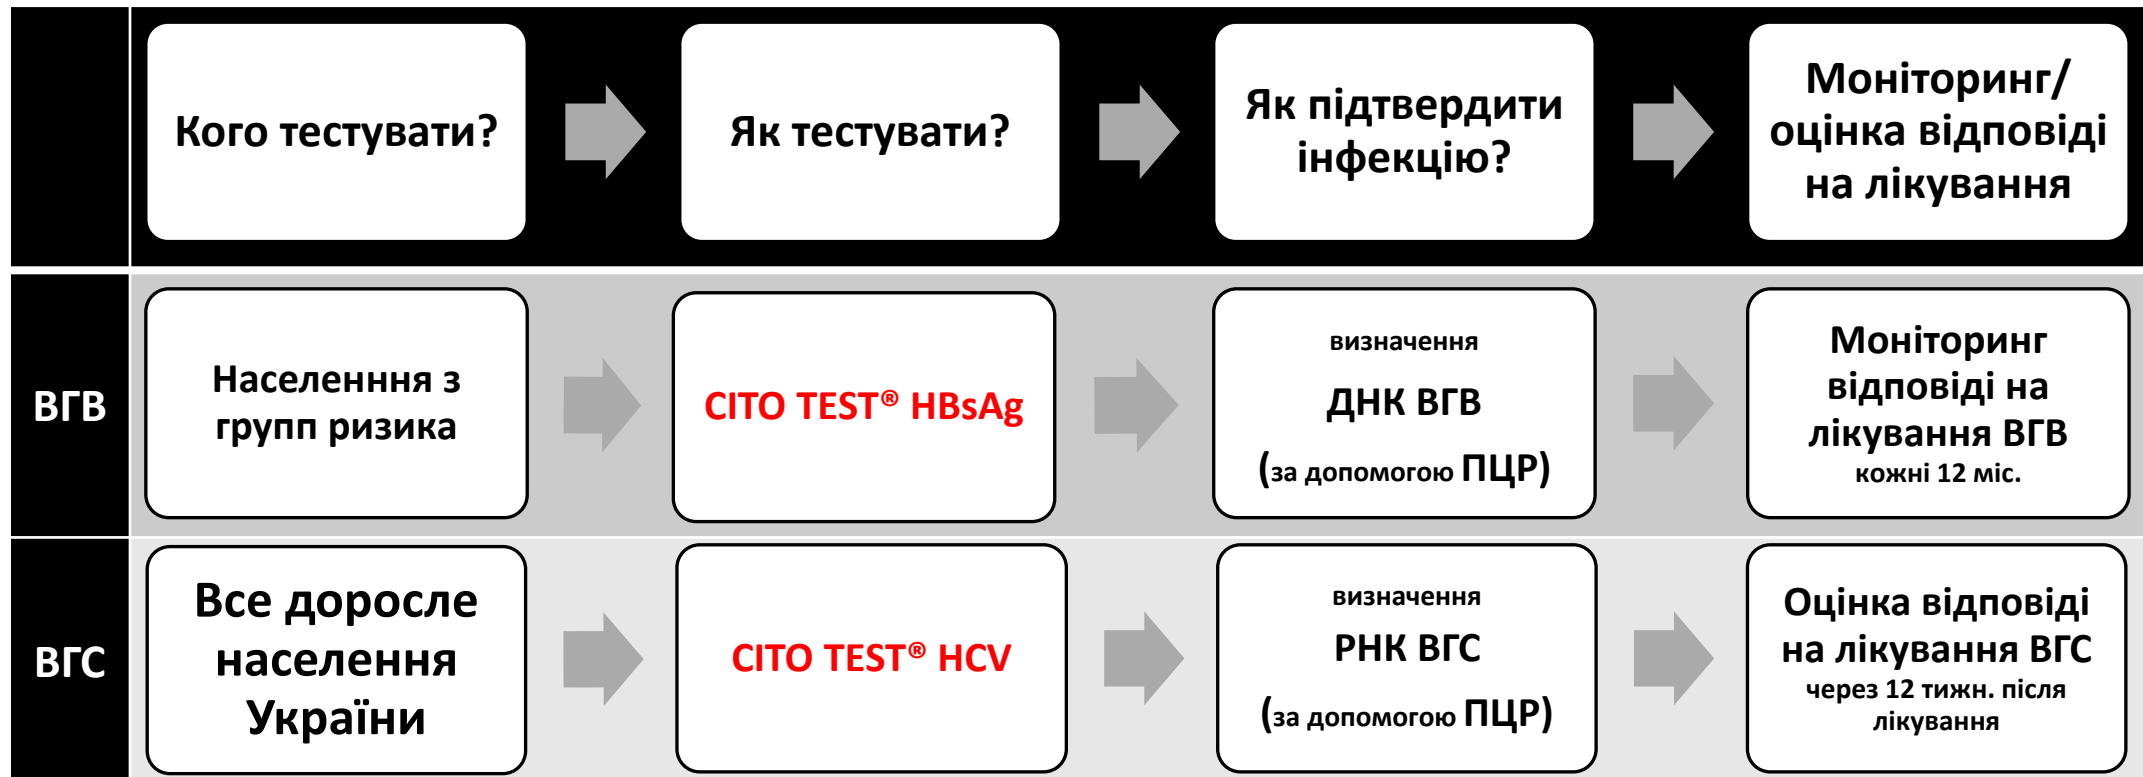 Кого тестувати?
Як тестувати?
Як підтвердити
інфекцію?
Моніторинг/
оцінка відповіді
на лікування
ВГВ
Населенння з
групп ризика
CITO TEST® HBsAg
визначення
ДНК ВГВ
(за допомогою ПЦР)
Моніторинг
відповіді на
лікування ВГВ
кожні 12 міс.
ВГС
Все доросле
населення
України
CITO TEST® HCV
визначення
РНК ВГС
(за допомогою ПЦР)
Оцінка відповіді
на лікування ВГС
через 12 тижн. після
лікування